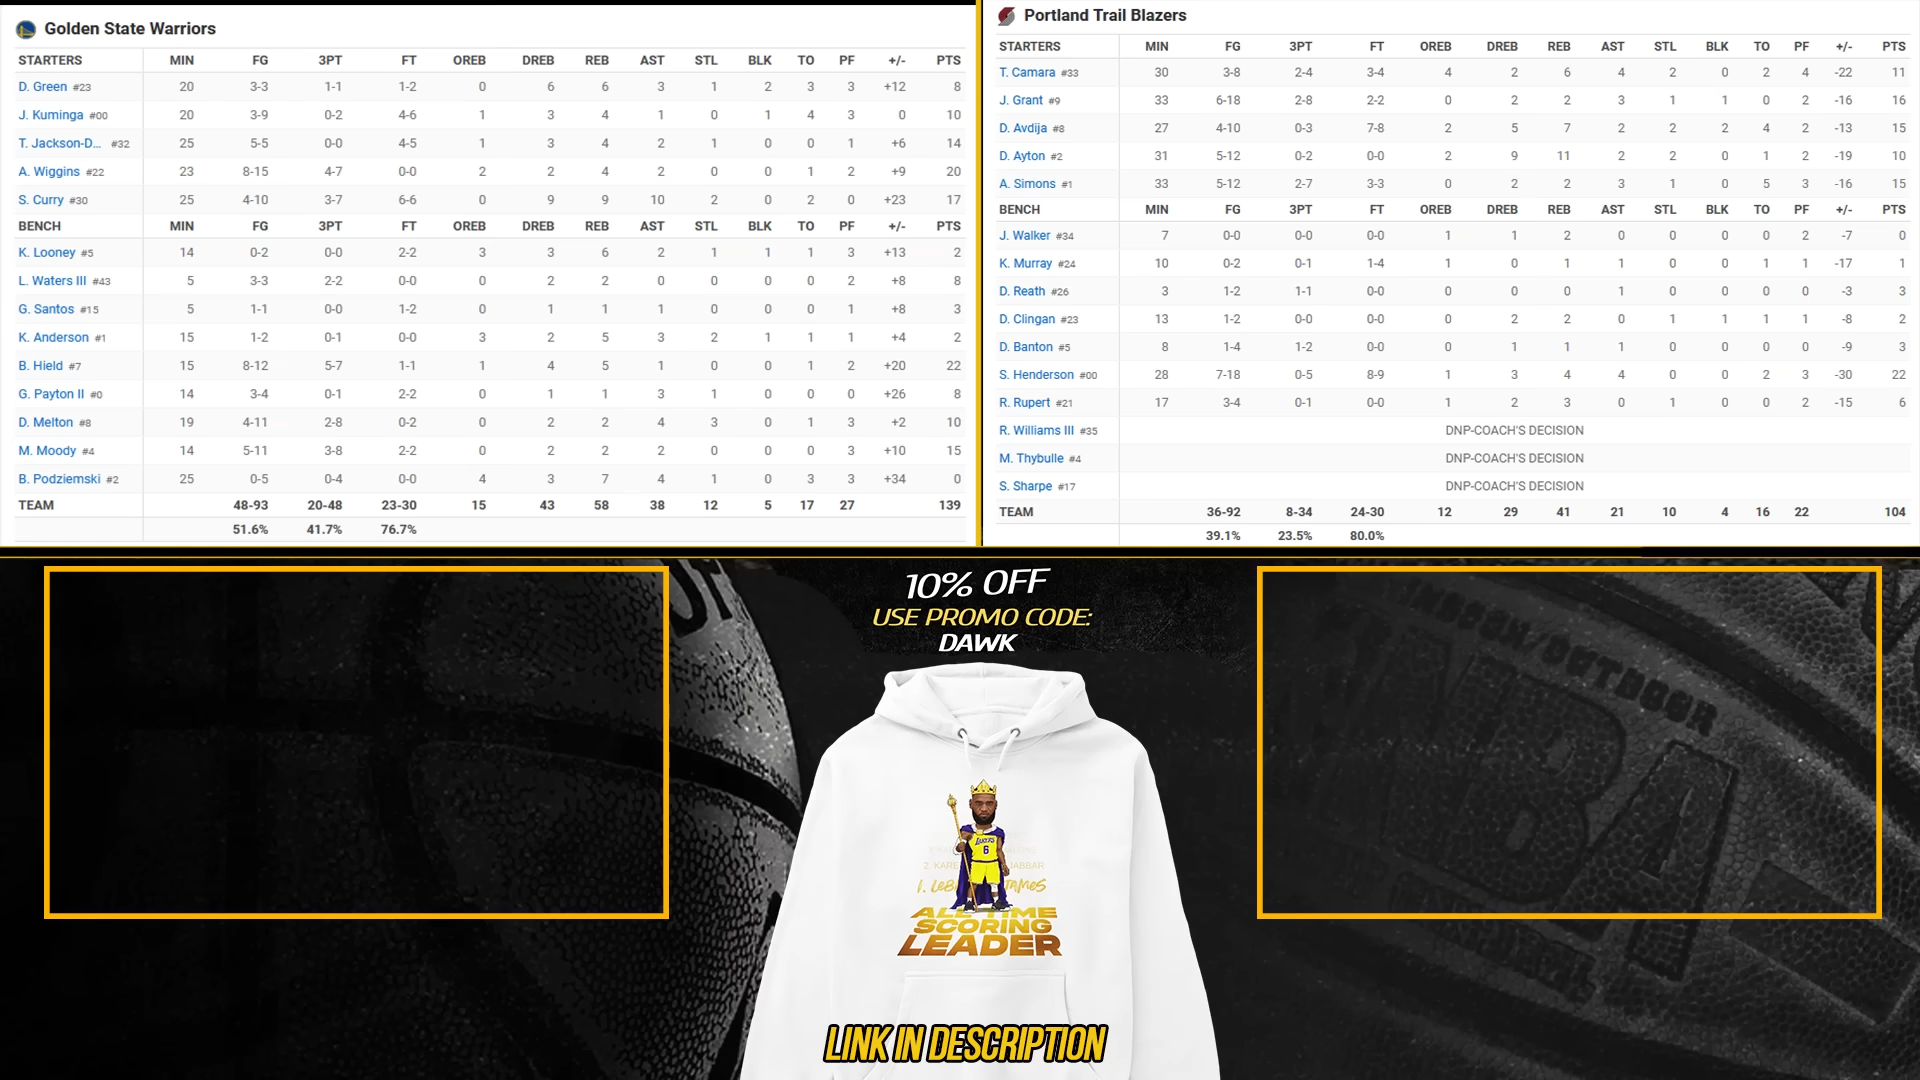 Golden State Warriors
STARTERS MIN FG 3PT FT OREB DREB REB AST STL BLK TO PF +/- PTS
D. Green #23 20 3-3 1-1 1-2 0 6 6 3 1 2 3 3 +12 8
J. Kuminga #00 20 3-9 0-2 4-6 1 3 4 1 0 1 4 3 0 10
T. Jackson-D... #32 25 5-5 0-0 4-5 1 3 4 2 1 0 0 1 +6 14
A. Wiggins #22 23 8-15 4-7 0-0 2 2 4 2 0 0 1 2 +9 20
S. Curry #30 25 4-10 3-7 6-6 0 9 9 10 2 0 2 0 +23 17
BENCH MIN FG 3PT FT OREB DREB REB AST STL BLK TO PF +/- PTS
K. Looney #5 14 0-2 0-0 2-2 3 3 6 2 1 1 1 3 +13 2
L. Waters III #43 5 3-3 2-2 0-0 0 2 2 0 0 0 0 2 +8 8
G. Santos #15 5 1-1 0-0 1-2 0 1 1 1 0 0 0 1 +8 3
K. Anderson #1 15 1-2 0-1 0-0 3 2 5 3 2 1 1 1 +4 2
B. Hield #7 15 8-12 5-7 1-1 1 4 5 1 0 0 1 2 +20 22
G. Payton II #0 14 3-4 0-1 2-2 0 1 1 3 1 0 0 0 +26 8
D. Melton #8 19 4-11 2-8 0-2 0 2 2 4 3 0 1 3 +2 10
M. Moody #4 14 5-11 3-8 2-2 0 2 2 2 0 0 0 3 +10 15
B. Podziemski #2 25 0-5 0-4 0-0 4 3 7 4 1 0 3 3 +34 0
TEAM 48-93 20-48 23-30 15 43 58 38 12 5 17 27 139
51.6% 41.7% 76.7%
Portland Trail Blazers
STARTERS MIN FG 3PT FT OREB DREB REB AST STL BLK TO PF +/- PTS
T. Camara #33 30 3-8 2-4 3-4 4 2 6 4 2 0 2 4 -22 11
J. Grant #9 33 6-18 2-8 2-2 0 2 2 3 1 1 0 2 -16 16
D. Avdija #8 27 4-10 0-3 7-8 2 5 7 2 2 2 4 2 -13 15
D. Ayton #2 31 5-12 0-2 0-0 2 9 11 2 2 0 1 2 -19 10
A. Simons #1 33 5-12 2-7 3-3 0 2 2 3 1 0 5 3 -16 15
BENCH MIN FG 3PT FT OREB DREB REB AST STL BLK TO PF +/- PTS
J. Walker #34 7 0-0 0-0 0-0 1 1 2 0 0 0 0 2 -7 0
K. Murray #24 10 0-2 0-1 1-4 1 0 1 1 0 0 1 1 -17 1
D. Reath #26 3 1-2 1-1 0-0 0 0 0 1 0 0 0 0 -3 3
D. Clingan #23 13 1-2 0-0 0-0 0 2 2 0 1 1 1 1 -8 2
D. Banton #5 8 1-4 1-2 0-0 0 1 1 1 0 0 0 0 -9 3
S. Henderson #00 28 7-18 0-5 8-9 1 3 4 4 0 0 2 3 -30 22
R. Rupert #21 17 3-4 0-1 0-0 1 2 3 0 1 0 0 2 -15 6
R. Williams III #35 DNP-COACH'S DECISION
M. Thybulle #4 DNP-COACH'S DECISION
S. Sharpe #17 DNP-COACH'S DECISION
TEAM 36-92 8-34 24-30 12 29 41 21 10 4 16 22 104
39.1% 23.5% 80.0%
10% OFF
USE PROMO CODE:
DAWK
INDOOR/OUTDOOR
NBA
LAKERS
6
2. KARE JABBAR
1. LEB JAMES
ALL TIME
SCORING
LEADER
LINK IN DESCRIPTION